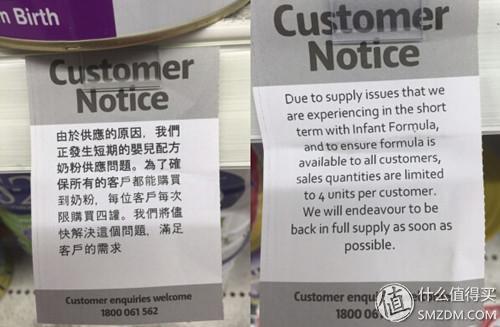 n Birth
Customer
Notice
由於供應的原因，我們
正發生短期的嬰兒配方
奶粉供應問題。為了確
保所有的客戶都能購買
到奶粉，每位客戶每次
限購買四罐。我們將儘
快解決這個問題，滿足
客戶的需求
Customer enquiries welcome
1800 061 562
Customer
Notice
Due to supply issues that we
are experiencing in the short
term with Infant Formula,
and to ensure formula is
available to all customers,
sales quantities are limited
to 4 units per customer.
We will endeavour to be
back in full supply as soon as
possible.
Customer enquiries welcome
1800 061
值 什么值得买
SMZDM.COM